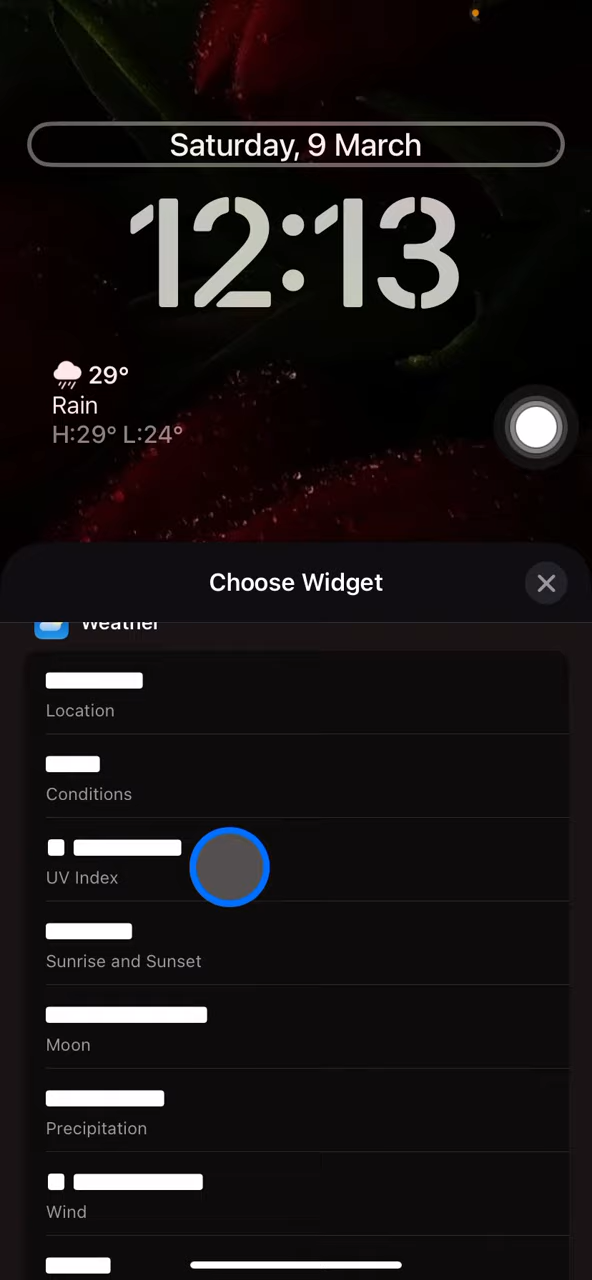 Saturday, 9 March
12:13
29°
Rain
H:29° L:24°
Choose Widget
Weather
Location
Conditions
UV Index
Sunrise and Sunset
Moon
Precipitation
Wind